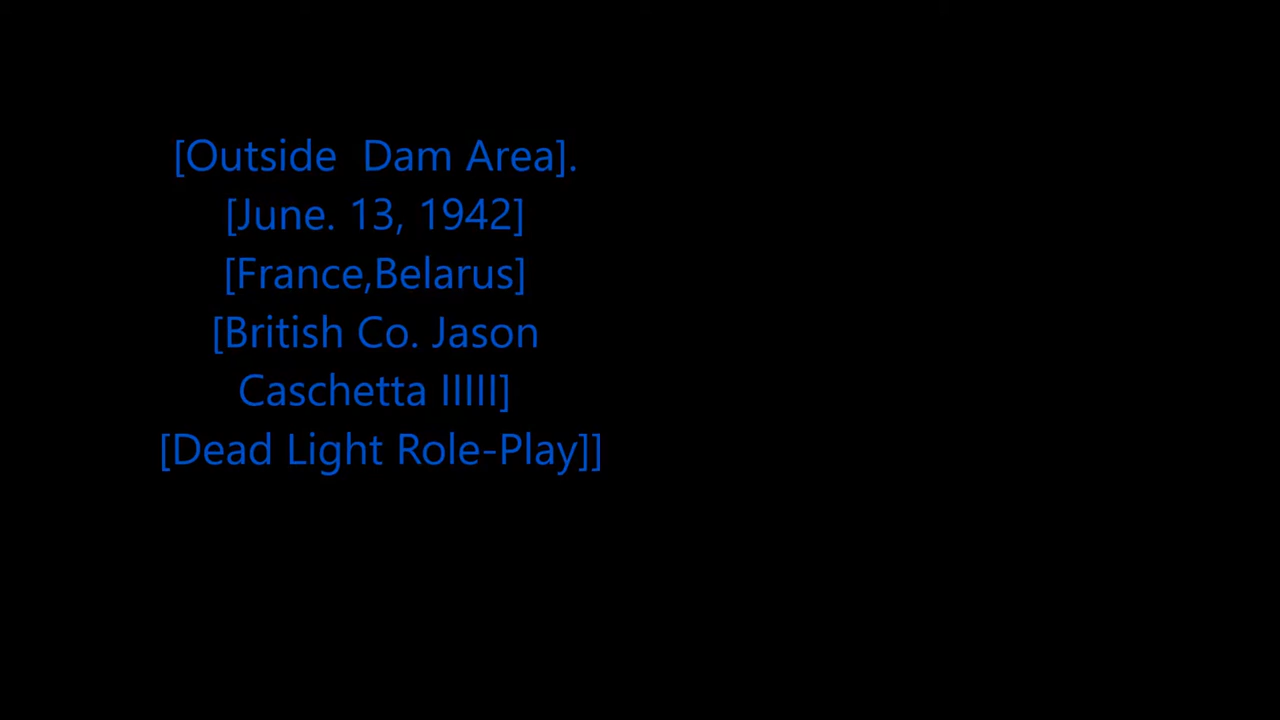 [Outside  Dam Area].
[June. 13, 1942]
[France,Belarus]
[British Co. Jason
Caschetta IIIII]
[Dead Light Role-Play]]